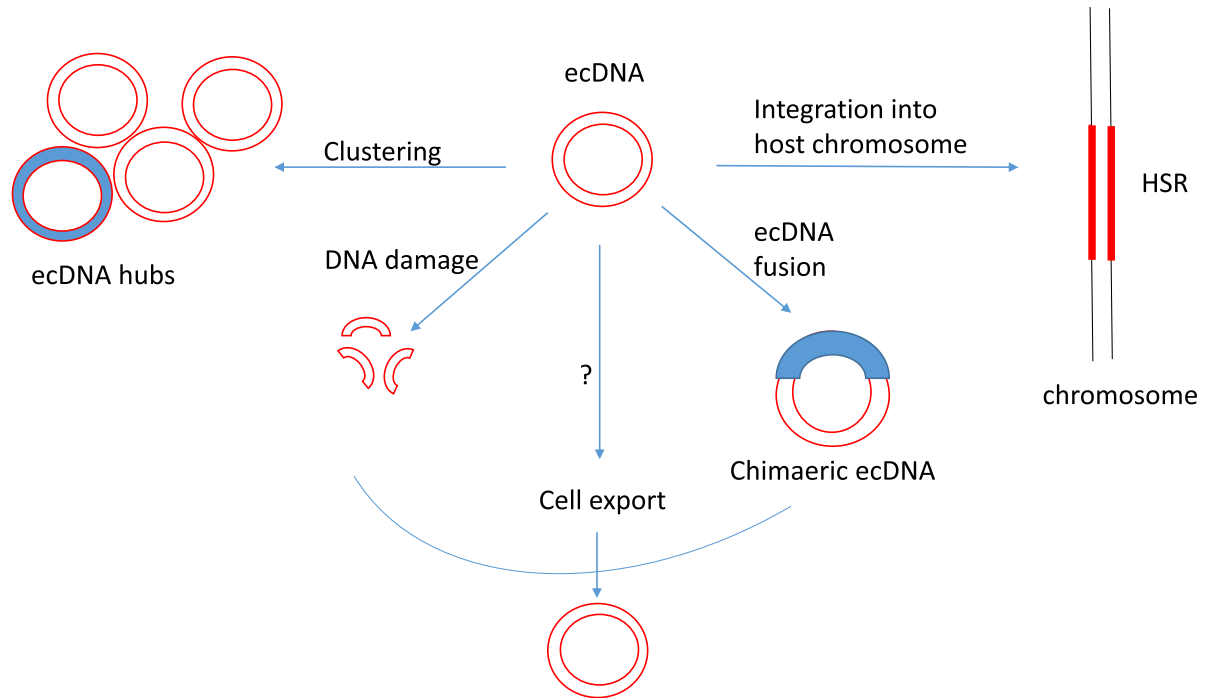 ecDNA
Integration into
host chromosome
Clustering
HSR
ecDNA
fusion
DNA damage
ecDNA hubs
?
chromosome
Chimaeric ecDNA
Cell export